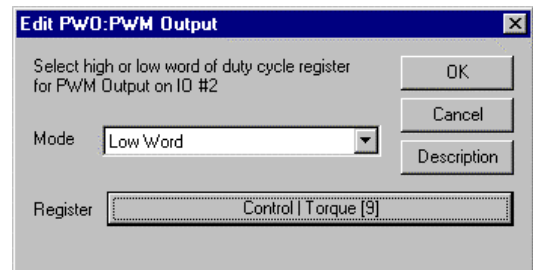 Edit PWO:PWM Output
Select high or low word of duty cycle register
for PWM Output on IO #2
OK
Cancel
Mode
Low Word
Description
Register
Control | Torque [9]